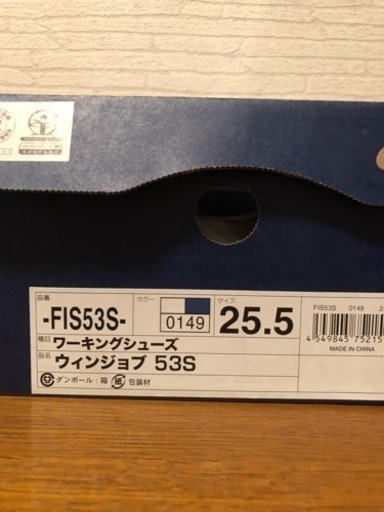 品番
-FIS53S-
カラー
0149
サイズ
25.5
種目 ワーキングシューズ
品名 ウィンジョブ 53S
ダンボール:箱 紙 包装材
FIS53S 0149
4 549845 75215
MADE IN CHINA